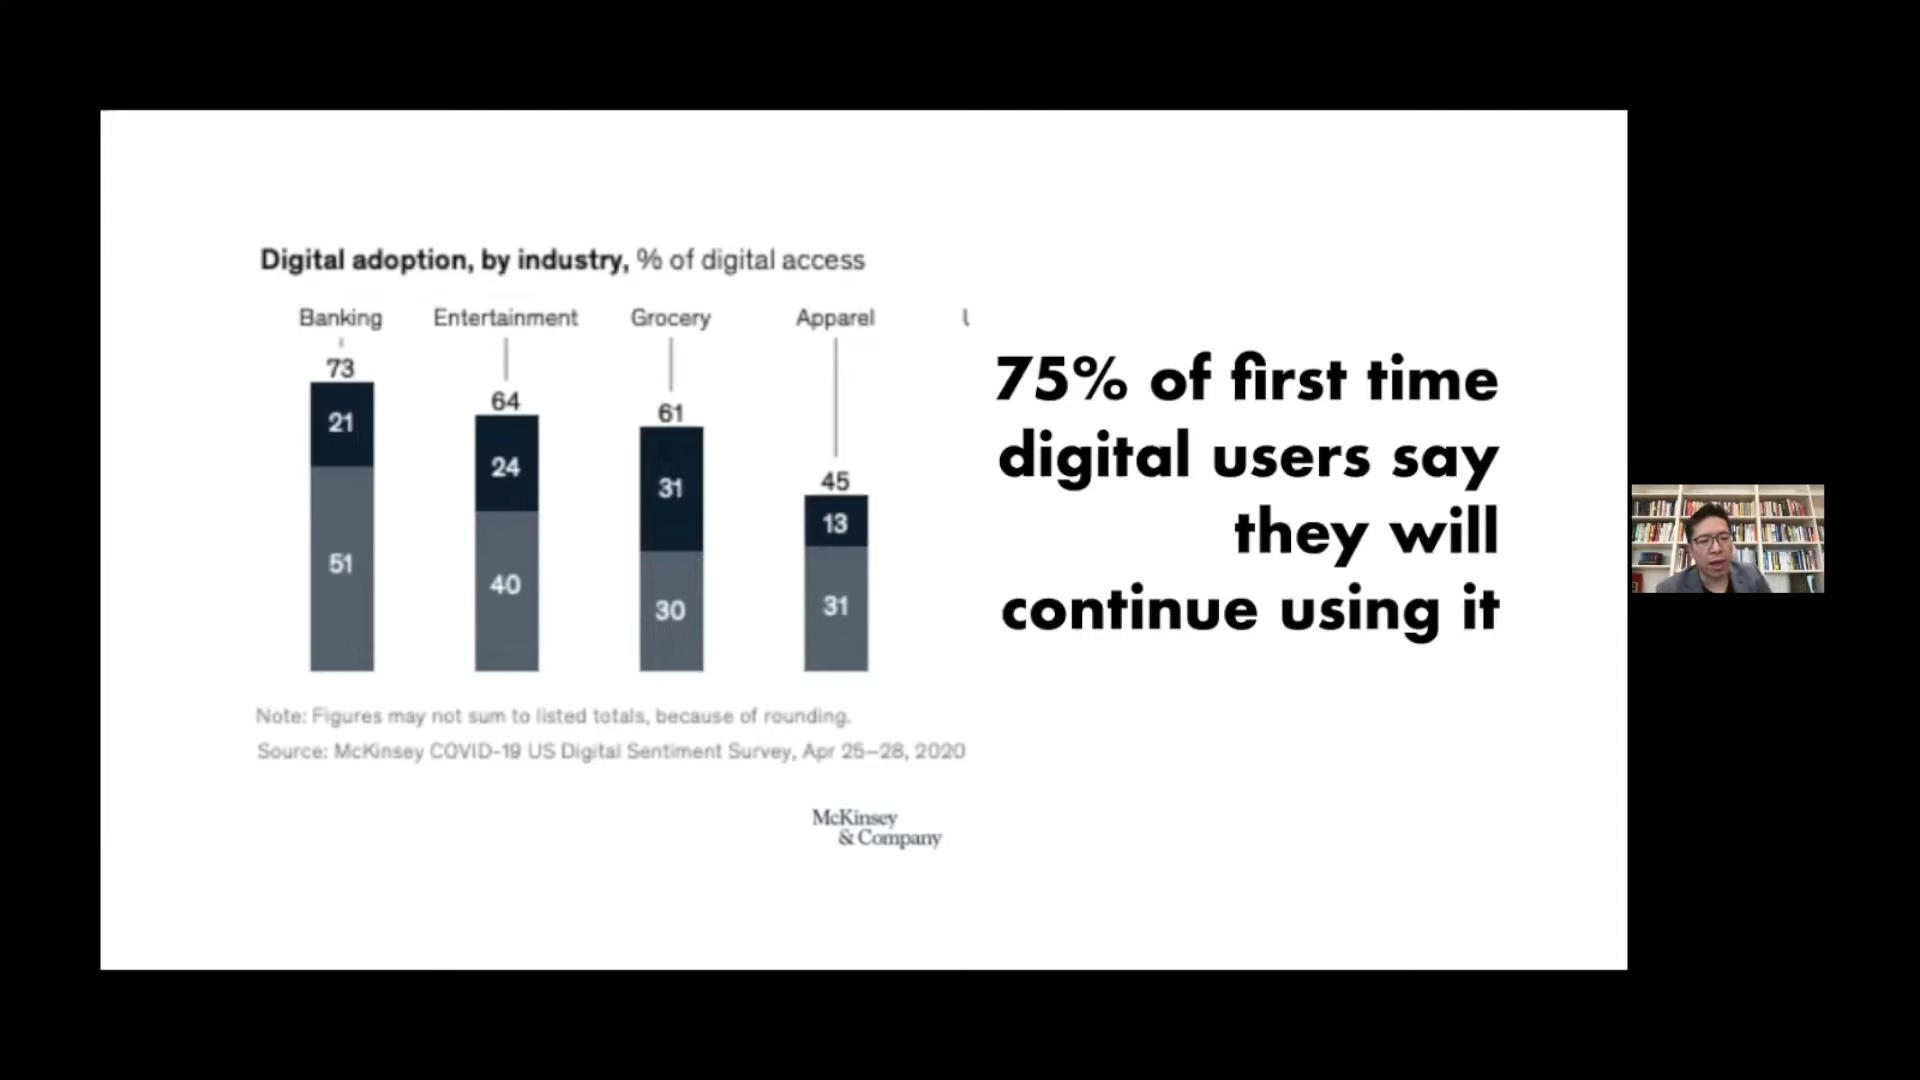 Digital adoption, by industry, % of digital access
Banking Entertainment Grocery Apparel
73
21
51
64
24
40
61
31
30
45
13
31
Note: Figures may not sum to listed totals, because of rounding.
Source: McKinsey COVID-19 US Digital Sentiment Survey, Apr 25–28, 2020
McKinsey
& Company
75% of first time
digital users say
they will
continue using it